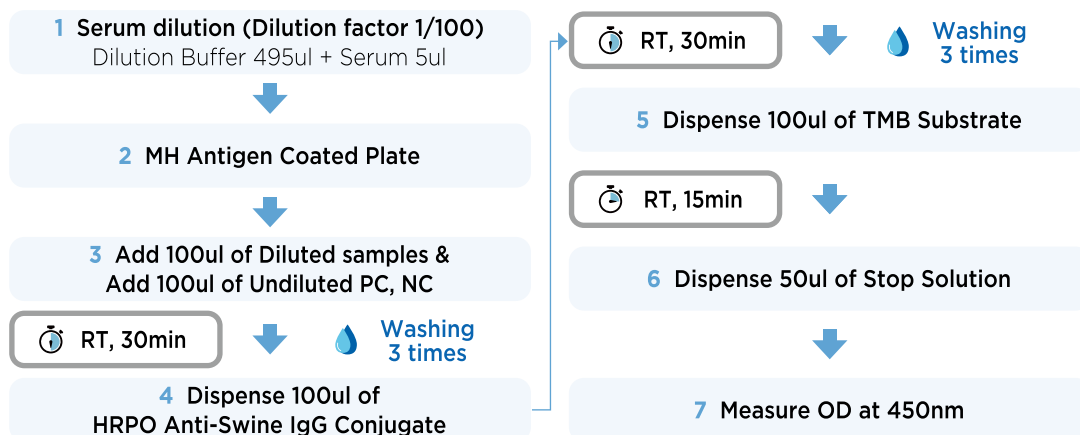 1 Serum dilution (Dilution factor 1/100)
Dilution Buffer 495ul + Serum 5ul
2 MH Antigen Coated Plate
3 Add 100ul of Diluted samples &
Add 100ul of Undiluted PC, NC
RT, 30min
Washing
3 times
4 Dispense 100ul of
HRPO Anti-Swine IgG Conjugate
RT, 30min
Washing
3 times
5 Dispense 100ul of TMB Substrate
RT, 15min
6 Dispense 50ul of Stop Solution
7 Measure OD at 450nm